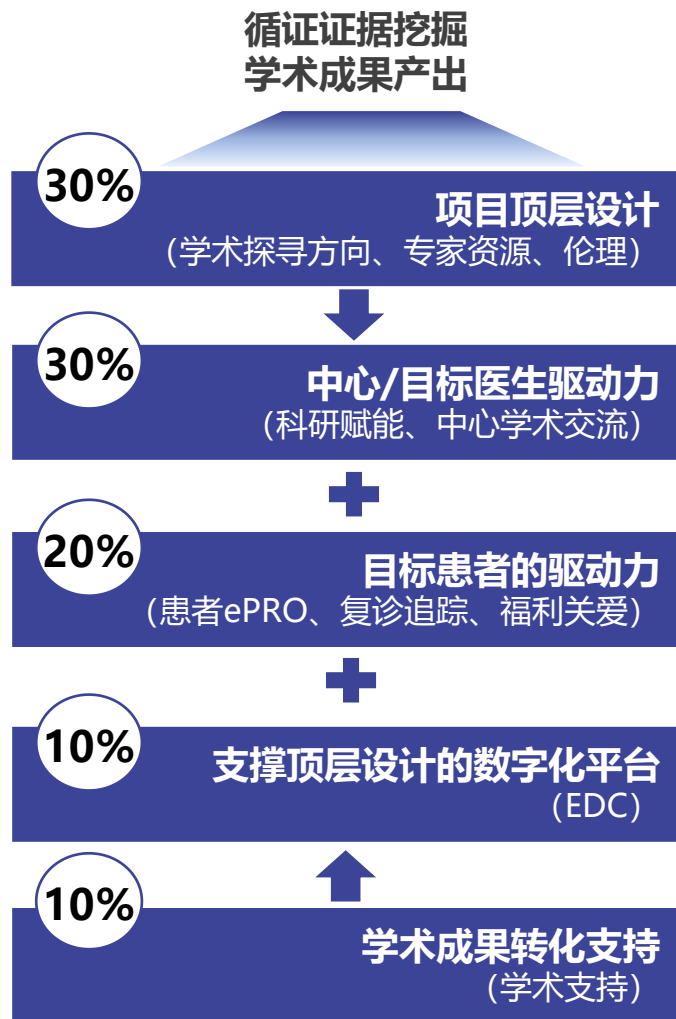 循证证据挖掘
学术成果产出
30%
项目顶层设计
（学术探寻方向、专家资源、伦理）
30%
中心/目标医生驱动力
（科研赋能、中心学术交流）
20%
目标患者的驱动力
（患者ePRO、复诊追踪、福利关爱）
10%
支撑顶层设计的数字化平台
（EDC）
10%
学术成果转化支持
（学术支持）